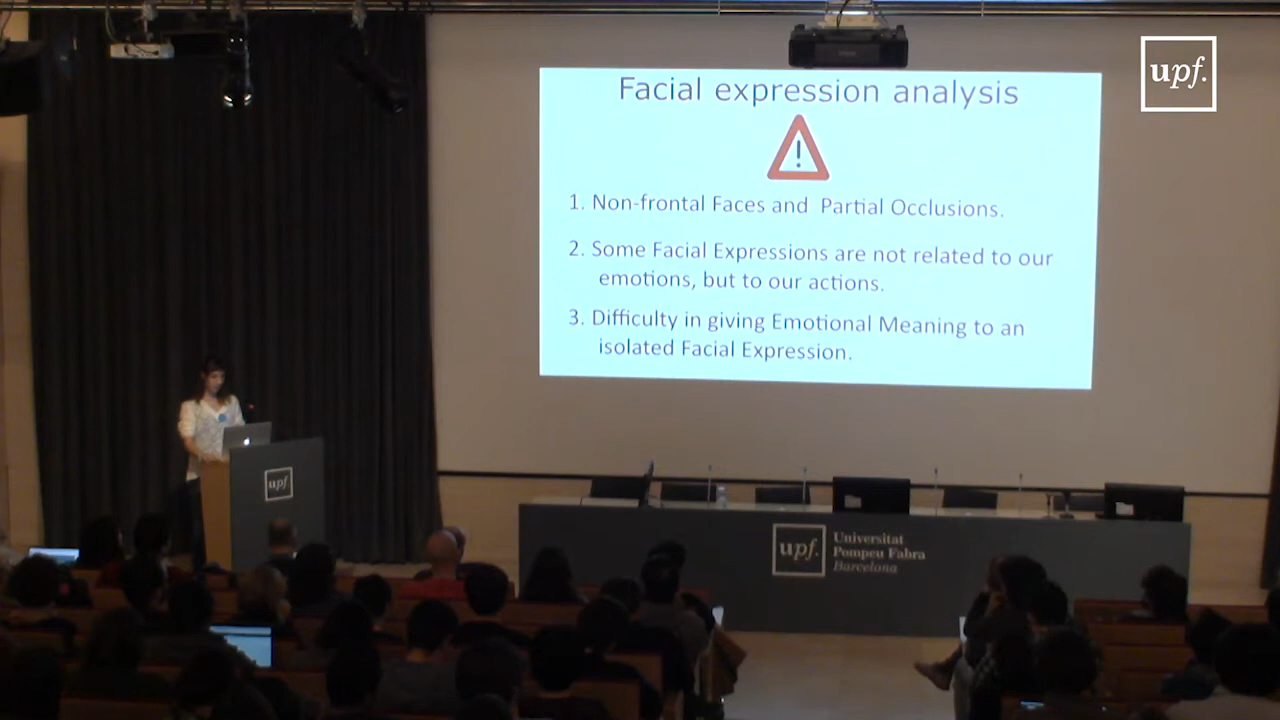 Facial expression analysis
!
1. Non-frontal Faces and Partial Occlusions.
2. Some Facial Expressions are not related to our
emotions, but to our actions.
3. Difficulty in giving Emotional Meaning to an
isolated Facial Expression.
upf.
upf
upf.
Universitat
Pompeu Fabra
Barcelona